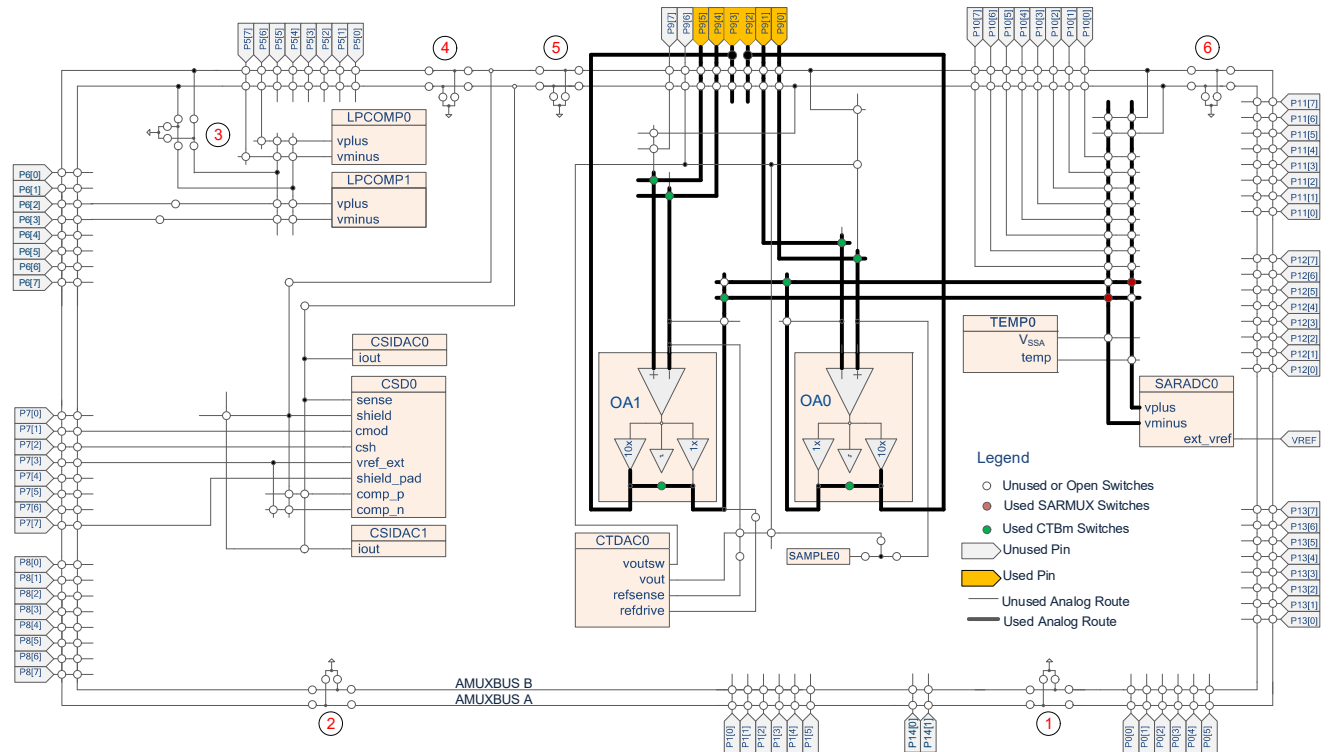 P5[7]
P5[6]
P5[5]
P5[4]
P5[3]
P5[2]
P5[1]
P5[0]
4
5
P9[7]
P9[6]
P9[5]
P9[4]
P9[3]
P9[2]
P9[1]
P9[0]
P10[7]
P10[6]
P10[5]
P10[4]
P10[3]
P10[2]
P10[1]
P10[0]
6
3
LPCOMP0
vplus
vminus
LPCOMP1
vplus
vminus
P6[0]
P6[1]
P6[2]
P6[3]
P6[4]
P6[5]
P6[6]
P6[7]
P11[7]
P11[6]
P11[5]
P11[4]
P11[3]
P11[2]
P11[1]
P11[0]
P12[7]
P12[6]
P12[5]
P12[4]
P12[3]
P12[2]
P12[1]
P12[0]
TEMP0
VSSA
temp
CSIDAC0
iout
CSD0
sense
shield
cmod
csh
vref_ext
shield_pad
comp_p
comp_n
CSIDAC1
iout
P7[0]
P7[1]
P7[2]
P7[3]
P7[4]
P7[5]
P7[6]
P7[7]
OA1
10x
1x
OA0
1x
10x
SARADC0
vplus
vminus
ext_vref
VREF
Legend
Unused or Open Switches
Used SARMUX Switches
Used CTBm Switches
Unused Pin
Used Pin
Unused Analog Route
Used Analog Route
CTDAC0
voutsw
vout
refsense
refdrive
SAMPLE0
P13[7]
P13[6]
P13[5]
P13[4]
P13[3]
P13[2]
P13[1]
P13[0]
P8[0]
P8[1]
P8[2]
P8[3]
P8[4]
P8[5]
P8[6]
P8[7]
AMUXBUS B
AMUXBUS A
2
1
P1[0]
P1[1]
P1[2]
P1[3]
P1[4]
P1[5]
P14[0]
P14[1]
P0[0]
P0[1]
P0[2]
P0[3]
P0[4]
P0[5]